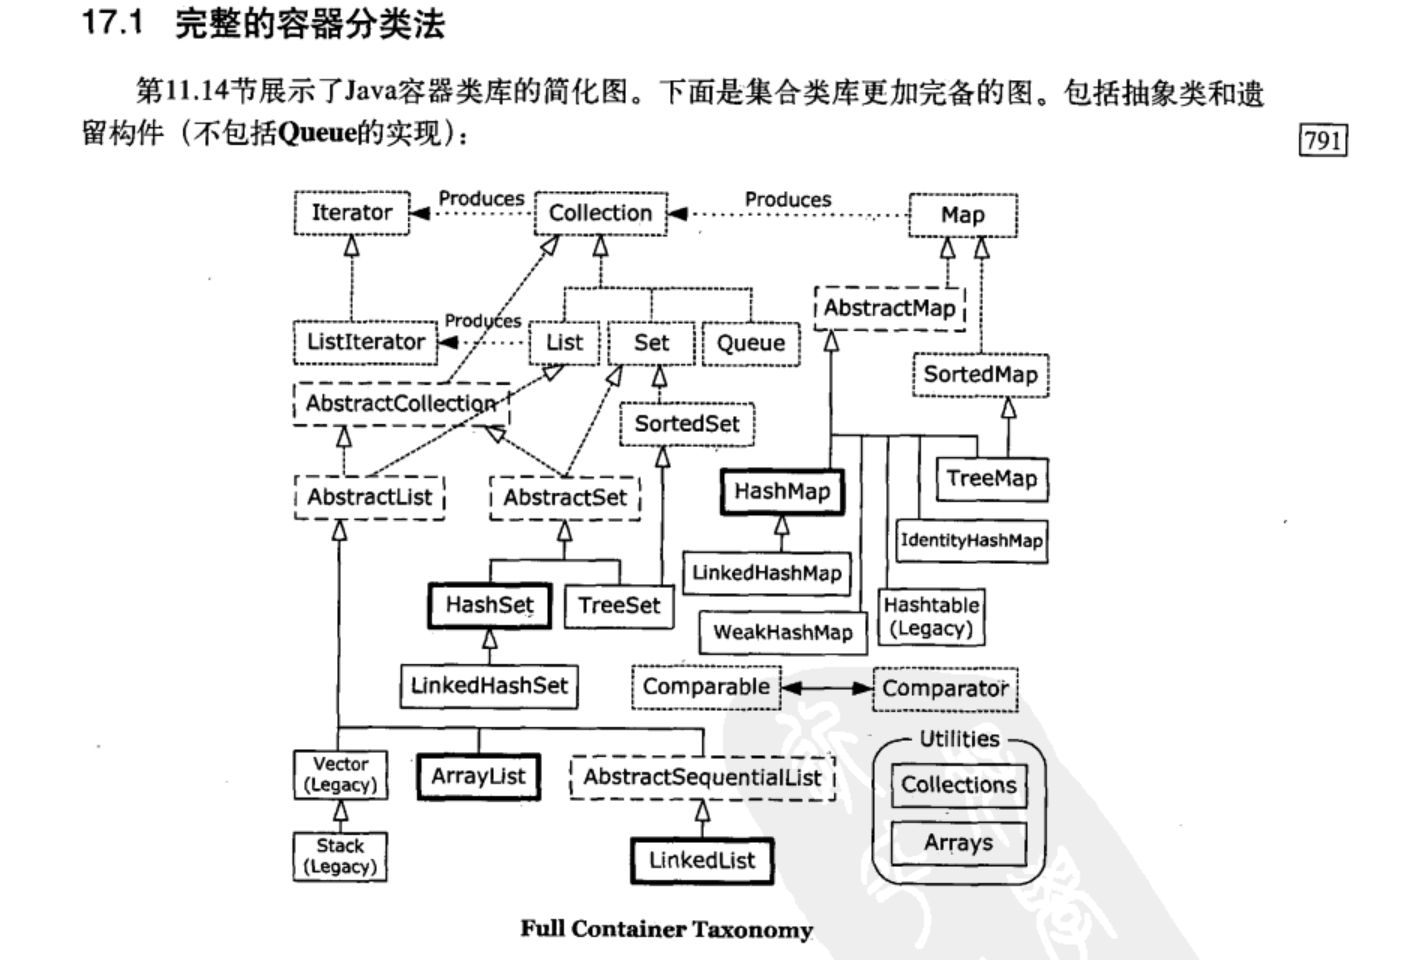 17.1 完整的容器分类法
第11.14节展示了Java容器类库的简化图。下面是集合类库更加完备的图。包括抽象类和遗
留构件（不包括Queue的实现）：
791
Iterator
Produces
Collection
Produces
Map
AbstractMap
ListIterator
Produces
List
Set
Queue
SortedMap
AbstractCollection
SortedSet
AbstractList
AbstractSet
HashMap
TreeMap
IdentityHashMap
LinkedHashMap
HashSet
TreeSet
Hashtable
(Legacy)
WeakHashMap
LinkedHashSet
Comparable
Comparator
Utilities
Vector
(Legacy)
ArrayList
AbstractSequentialList
Collections
Stack
(Legacy)
LinkedList
Arrays
Full Container Taxonomy